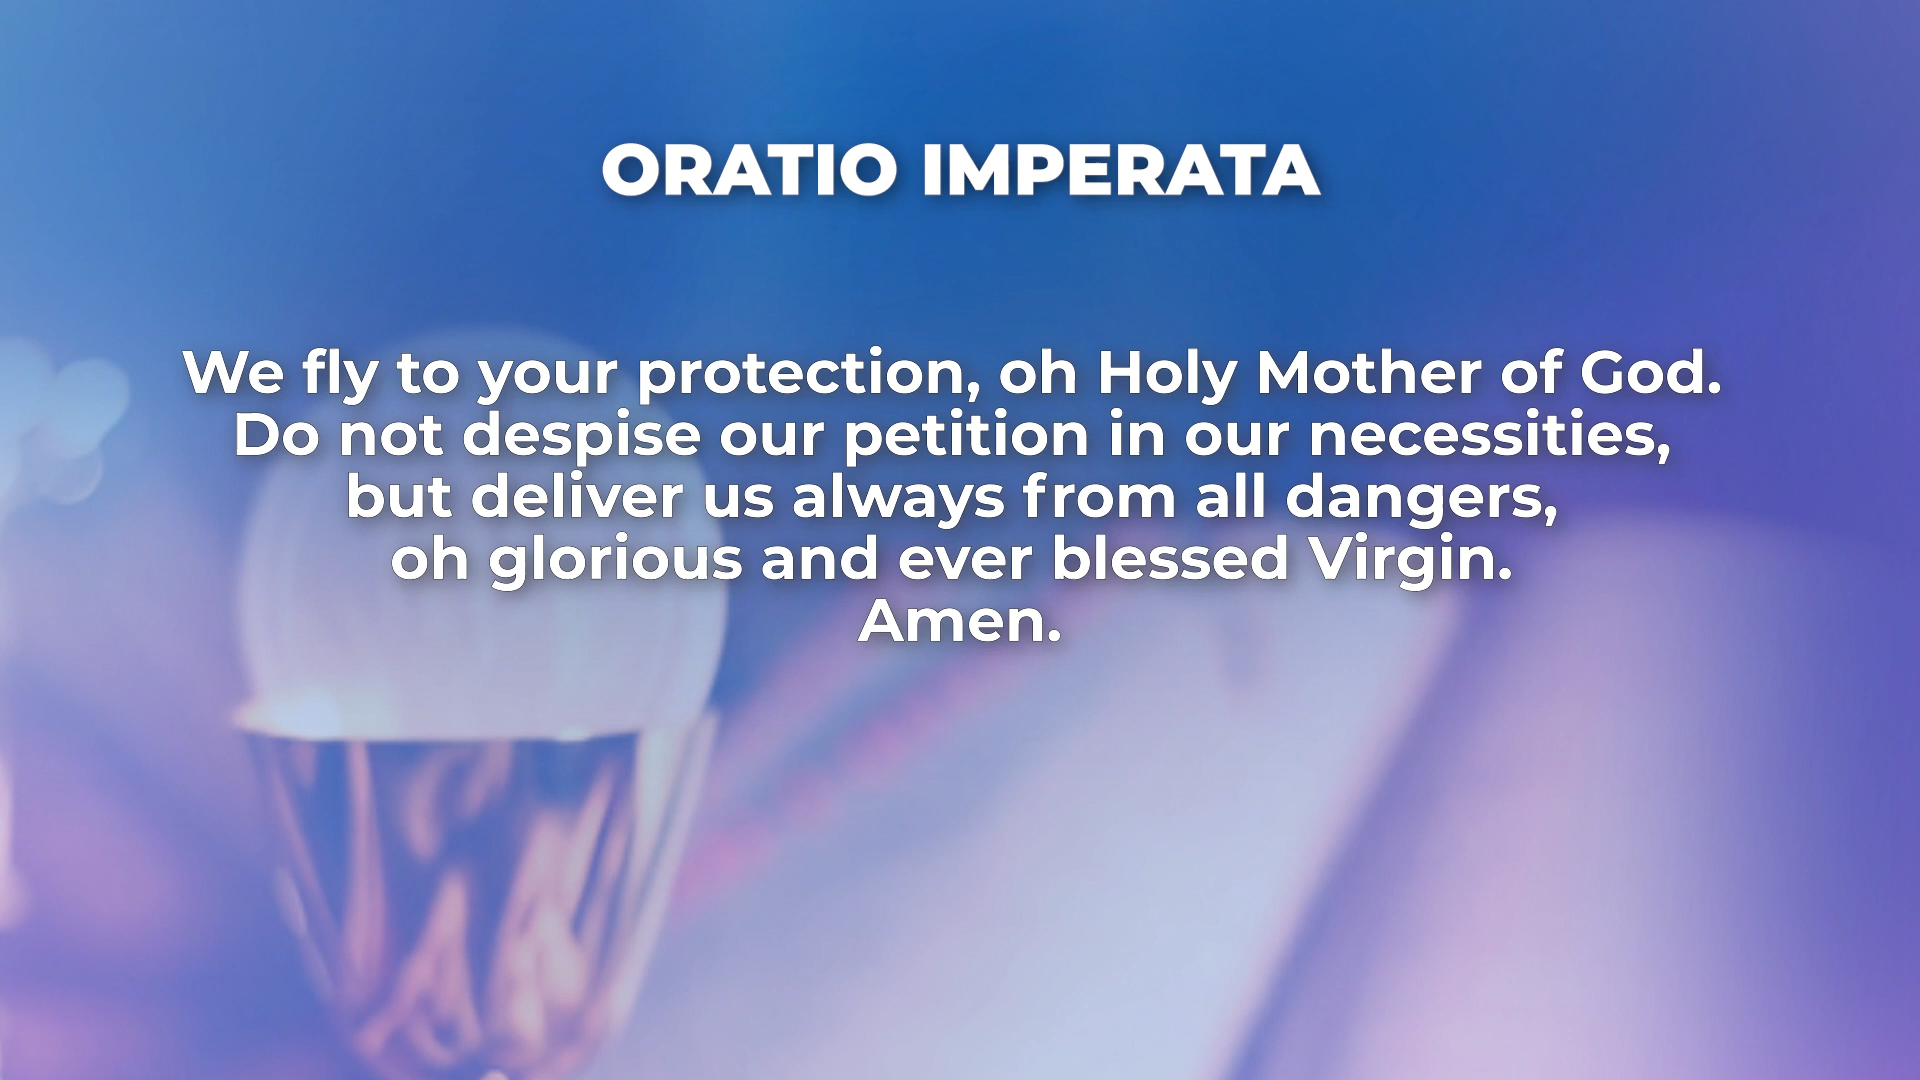 ORATIO IMPERATA
We fly to your protection, oh Holy Mother of God.
Do not despise our petition in our necessities,
but deliver us always from all dangers,
oh glorious and ever blessed Virgin.
Amen.